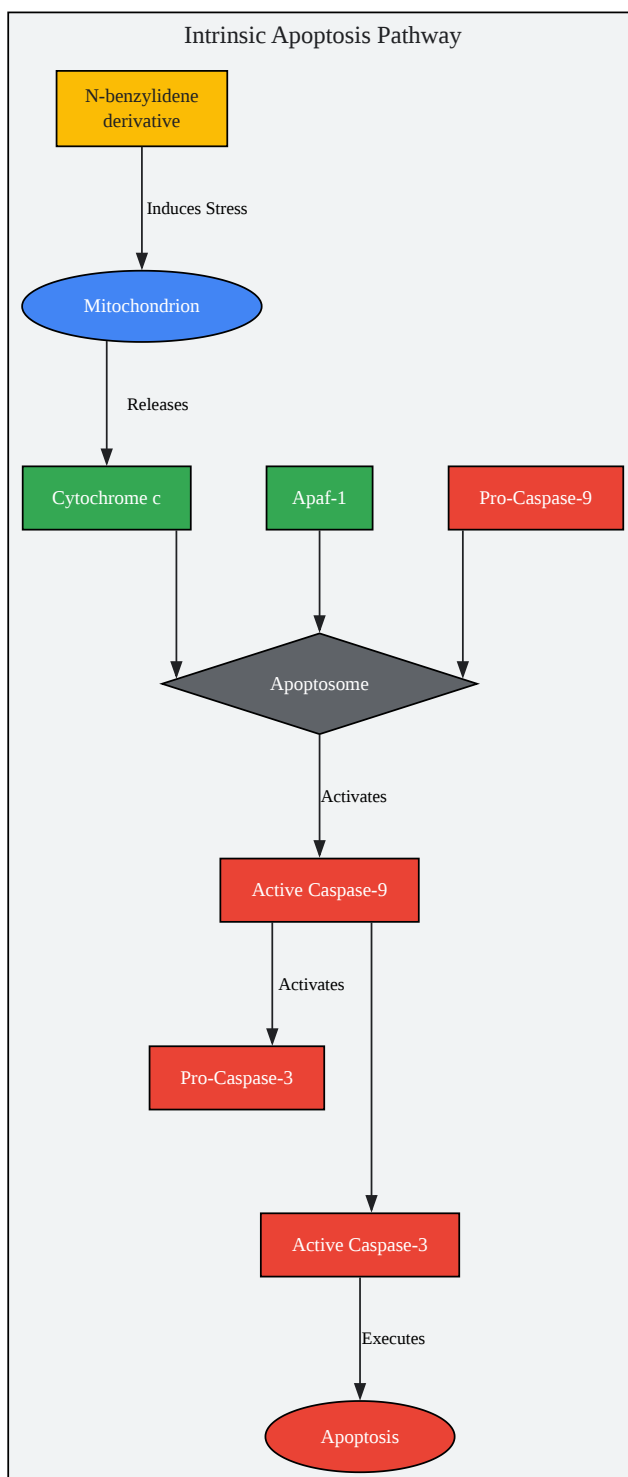 Intrinsic Apoptosis Pathway
N-benzylidene
derivative
Induces Stress
Mitochondrion
Releases
Cytochrome c
Apaf-1
Pro-Caspase-9
Apoptosome
Activates
Active Caspase-9
Activates
Pro-Caspase-3
Active Caspase-3
Executes
Apoptosis